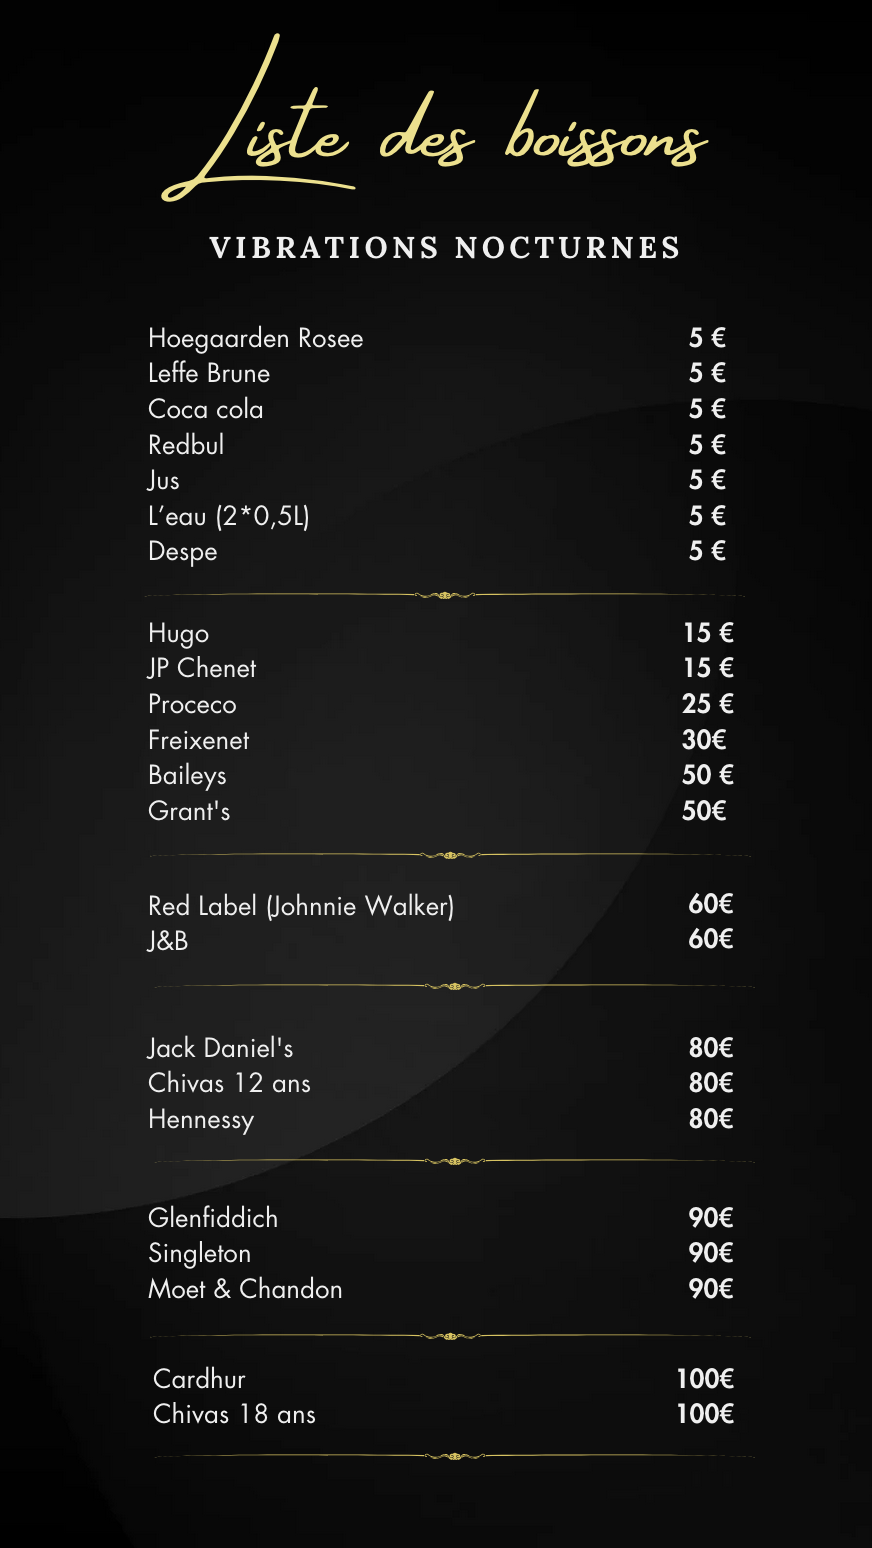 Liste des boissons
VIBRATIONS NOCTURNES
Hoegaarden Rosee 5 €
Leffe Brune 5 €
Coca cola 5 €
Redbul 5 €
Jus 5 €
L’eau (2*0,5L) 5 €
Despe 5 €
Hugo 15 €
JP Chenet 15 €
Proceco 25 €
Freixenet 30€
Baileys 50 €
Grant's 50€
Red Label (Johnnie Walker) 60€
J&B 60€
Jack Daniel's 80€
Chivas 12 ans 80€
Hennessy 80€
Glenfiddich 90€
Singleton 90€
Moet & Chandon 90€
Cardhur 100€
Chivas 18 ans 100€